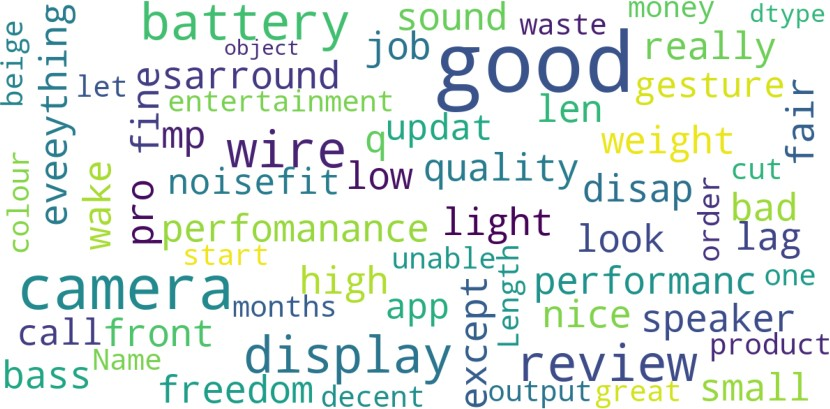 beige
eveeything
let
battery
object
sarround
fine
entertainment
mp
job
sound
good
waste
money
dtype
really
gesture
len
updat
q
wire
weight
fair
colour
wake
pro
noisefit
low
quality
disap
cut
bad
order
perfomanance
light
look
lag
start
unable
high
camera
months
app
Length
except
performanc
one
nice
speaker
call
front
Name
display
review
product
bass
freedom
decent
output
great
small